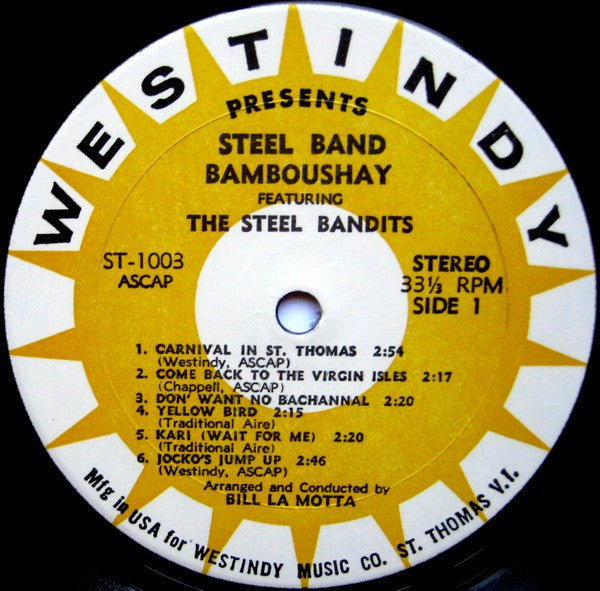 WESTINDY
PRESENTS
STEEL BAND
BAMBOUSHAY
FEATURING
THE STEEL BANDITS
ST-1003
ASCAP
STEREO
33⅓ RPM
SIDE 1
1. CARNIVAL IN ST. THOMAS 2:54
(Westindy, ASCAP)
2. COME BACK TO THE VIRGIN ISLES 2:17
(Chappell, ASCAP)
3. DON' WANT NO BACHANNAL 2:20
4. YELLOW BIRD 2:15
(Traditional Aire)
5. KARI (WAIT FOR ME) 2:20
(Traditional Aire)
6. JOCKO'S JUMP UP 2:46
(Westindy, ASCAP)
Arranged and Conducted by
BILL LA MOTTA
Mfg in USA for WESTINDY MUSIC CO. ST. THOMAS V.I.